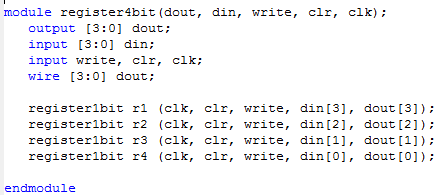 module register4bit(dout, din, write, clr, clk);
output [3:0] dout;
input [3:0] din;
input write, clr, clk;
wire [3:0] dout;
register1bit r1 (clk, clr, write, din[3], dout[3]);
register1bit r2 (clk, clr, write, din[2], dout[2]);
register1bit r3 (clk, clr, write, din[1], dout[1]);
register1bit r4 (clk, clr, write, din[0], dout[0]);
endmodule